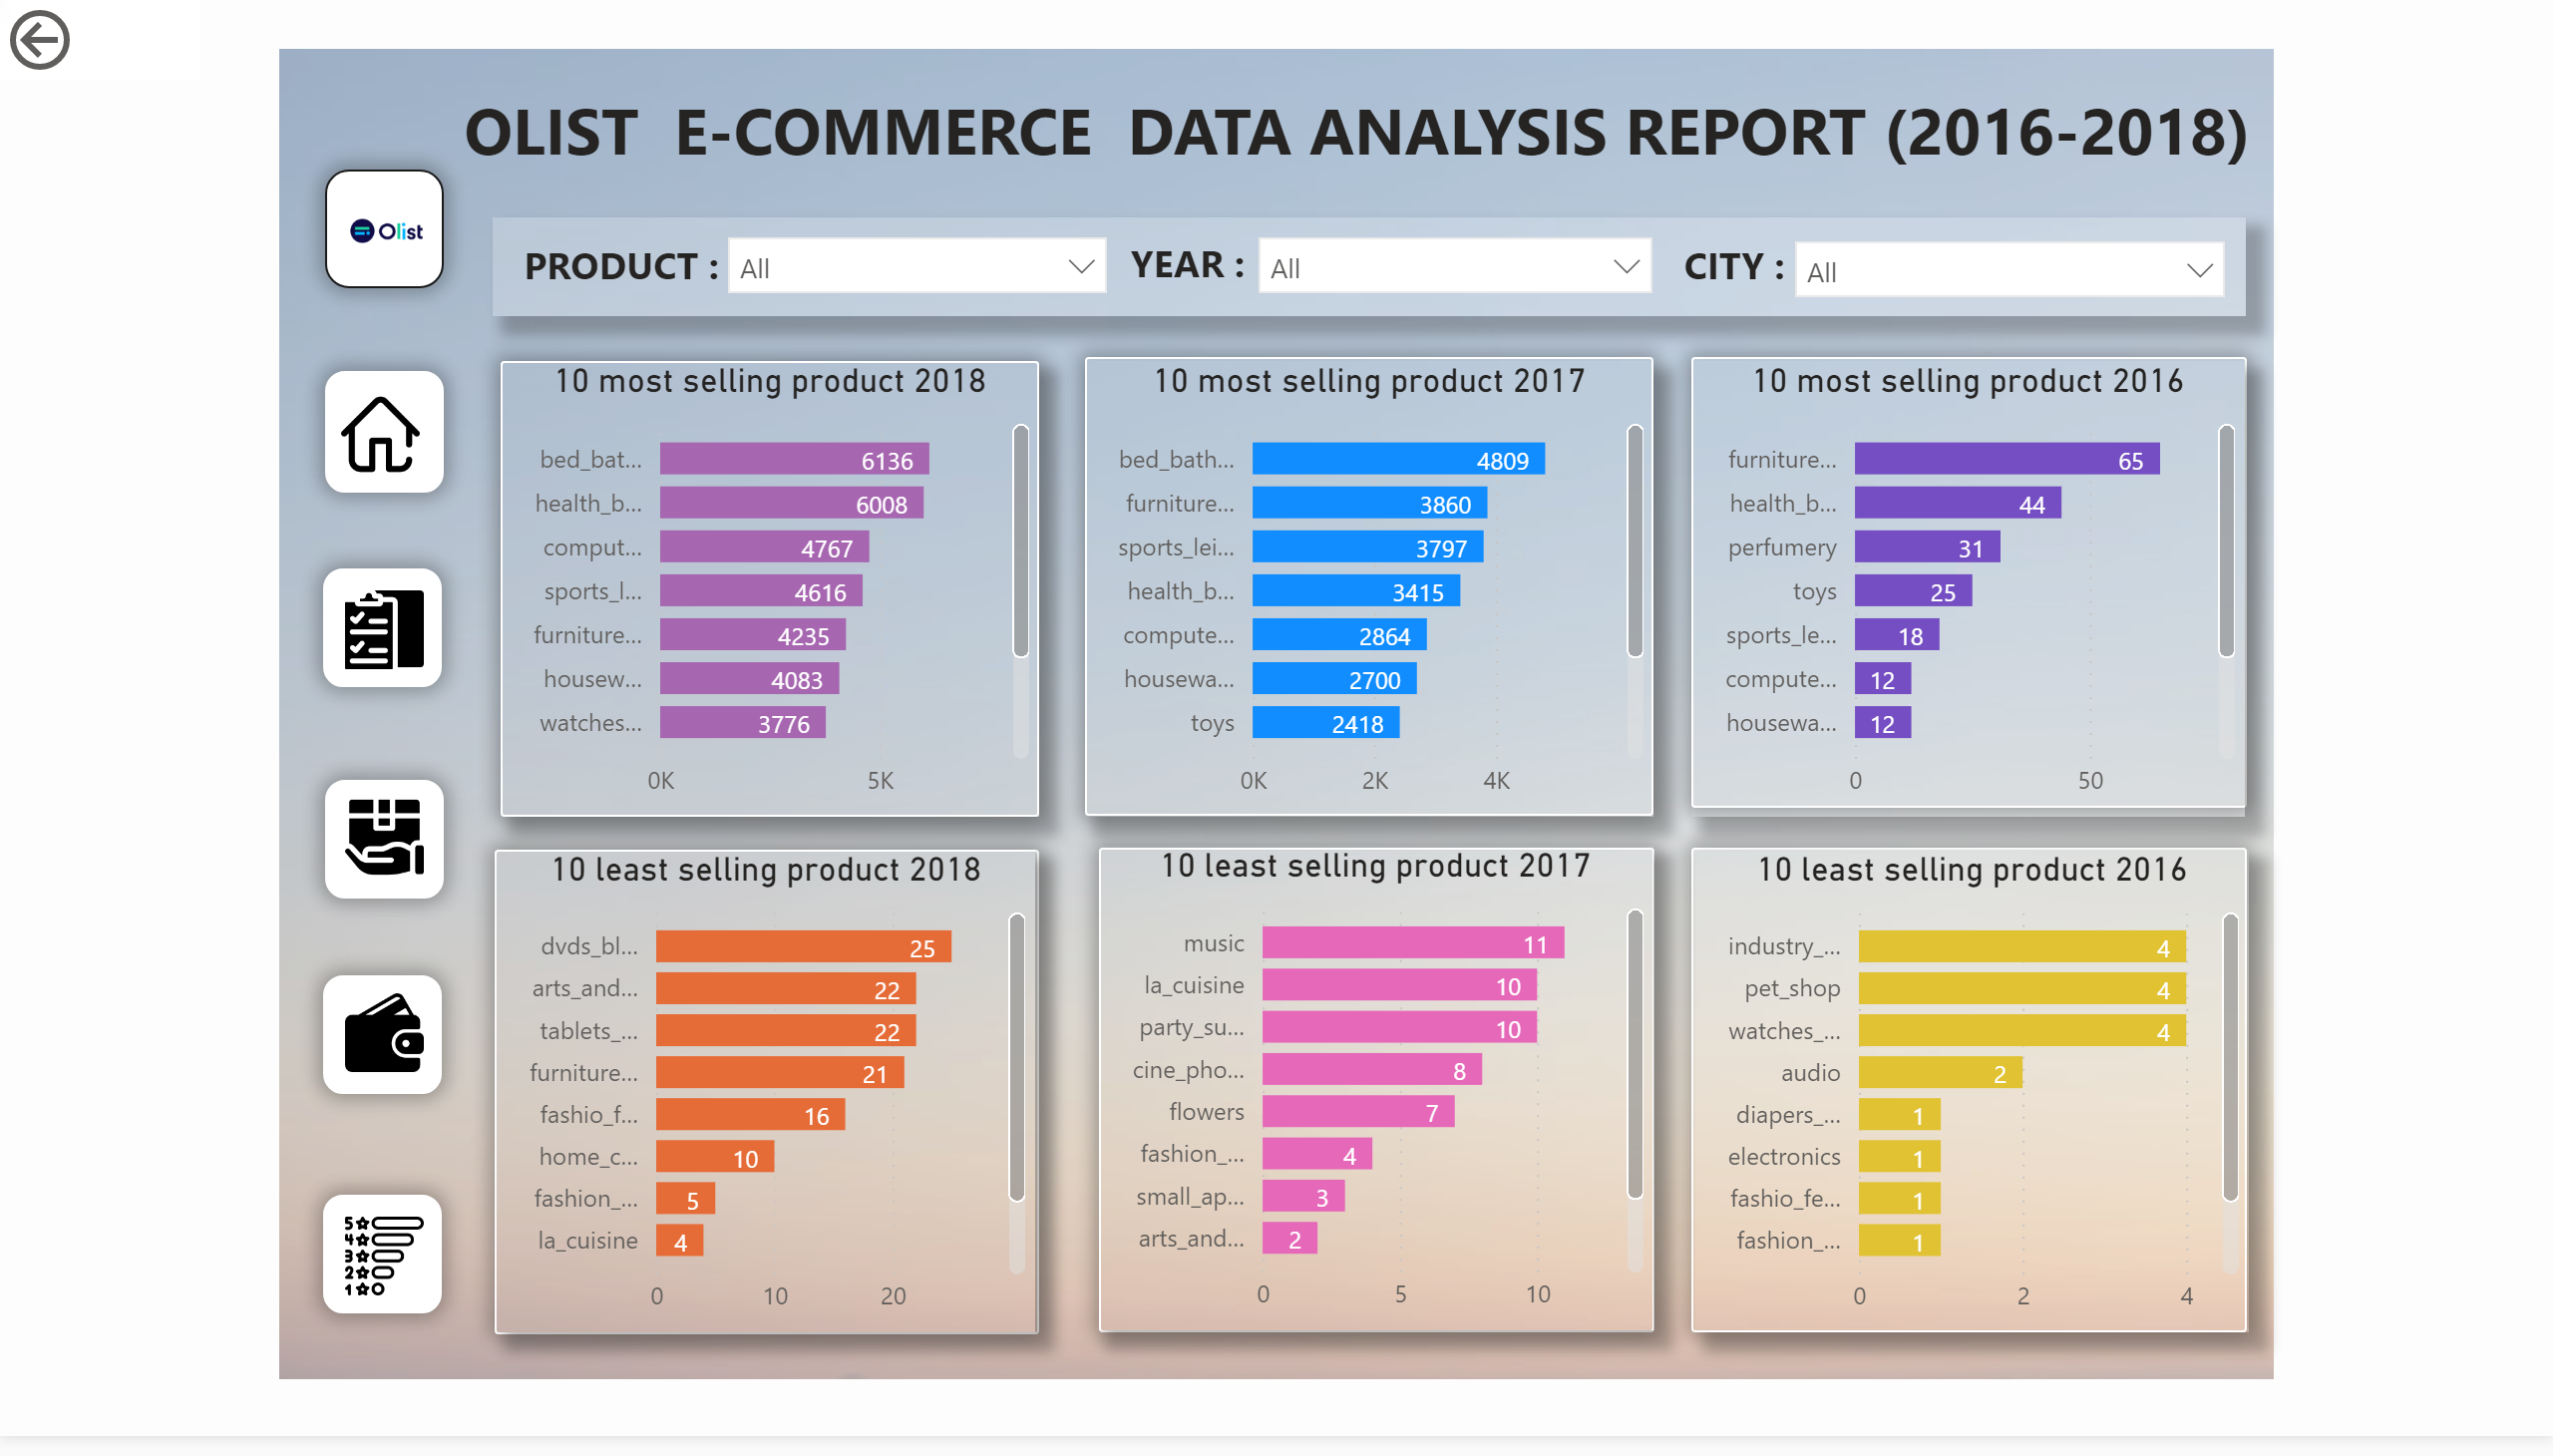 OLIST E-COMMERCE DATA ANALYSIS REPORT (2016-2018)
Olist
PRODUCT : All
YEAR : All
CITY : All
10 most selling product 2018
bed_bat... 6136
health_b... 6008
comput... 4767
sports_l... 4616
furniture... 4235
housew... 4083
watches... 3776
0K 5K
10 most selling product 2017
bed_bath... 4809
furniture... 3860
sports_lei... 3797
health_b... 3415
compute... 2864
housewa... 2700
toys 2418
0K 2K 4K
10 most selling product 2016
furniture... 65
health_b... 44
perfumery 31
toys 25
sports_le... 18
compute... 12
housewa... 12
0 50
10 least selling product 2018
dvds_bl... 25
arts_and... 22
tablets_... 22
furniture... 21
fashio_f... 16
home_c... 10
fashion_... 5
la_cuisine 4
0 10 20
10 least selling product 2017
music 11
la_cuisine 10
party_su... 10
cine_pho... 8
flowers 7
fashion_... 4
small_ap... 3
arts_and... 2
0 5 10
10 least selling product 2016
industry_... 4
pet_shop 4
watches_... 4
audio 2
diapers_... 1
electronics 1
fashio_fe... 1
fashion_... 1
0 2 4
5
4
3
2
1